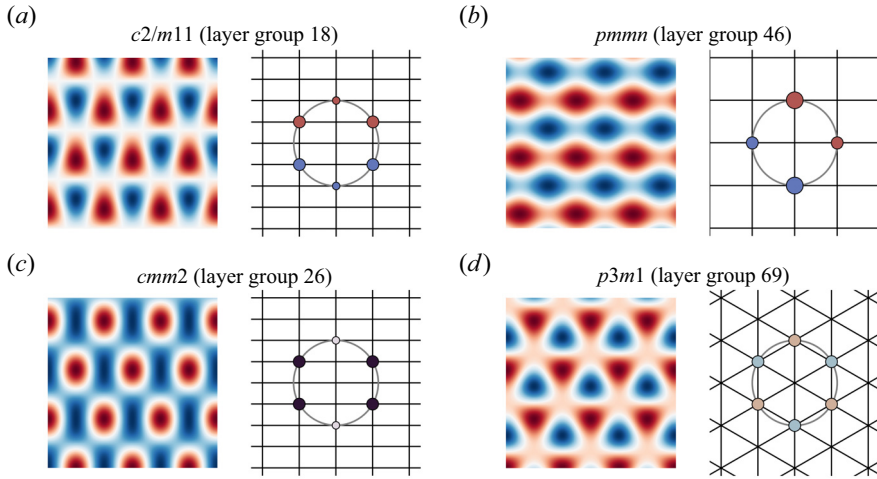 (a)
c2/m11 (layer group 18)
(b)
pmmn (layer group 46)
(c)
cmm2 (layer group 26)
(d)
p3m1 (layer group 69)